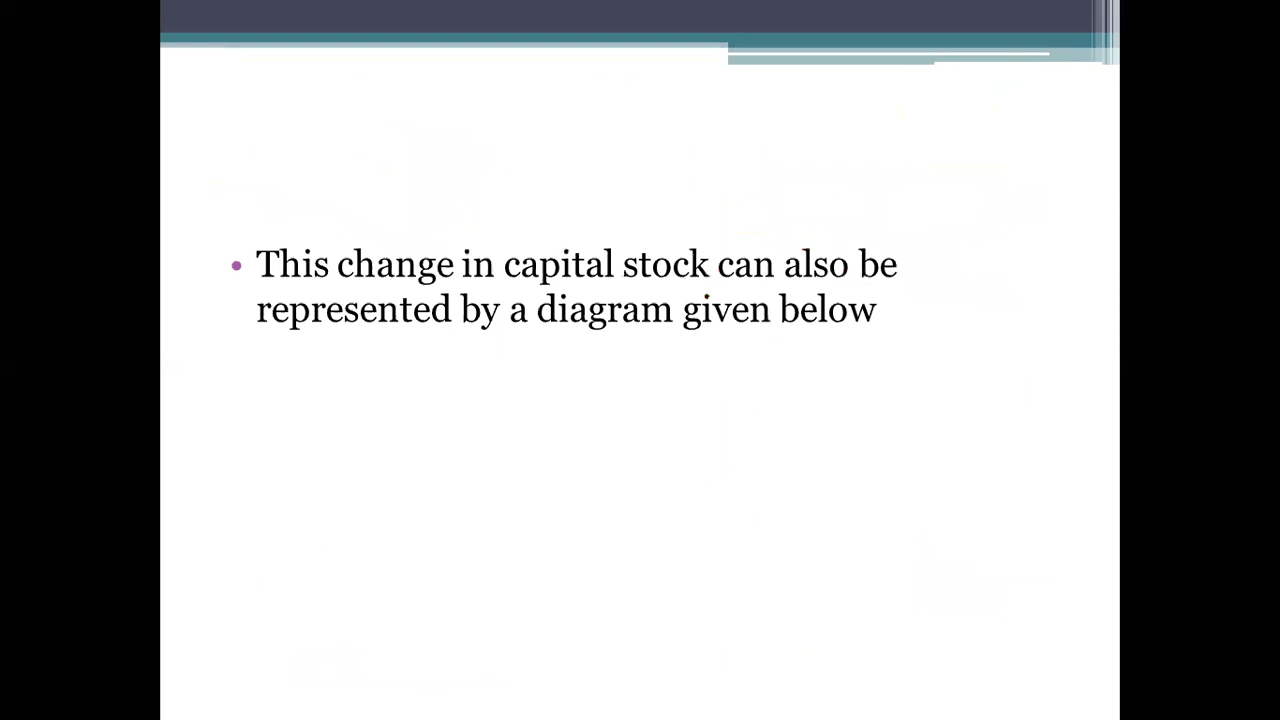 • This change in capital stock can also be
represented by a diagram given below